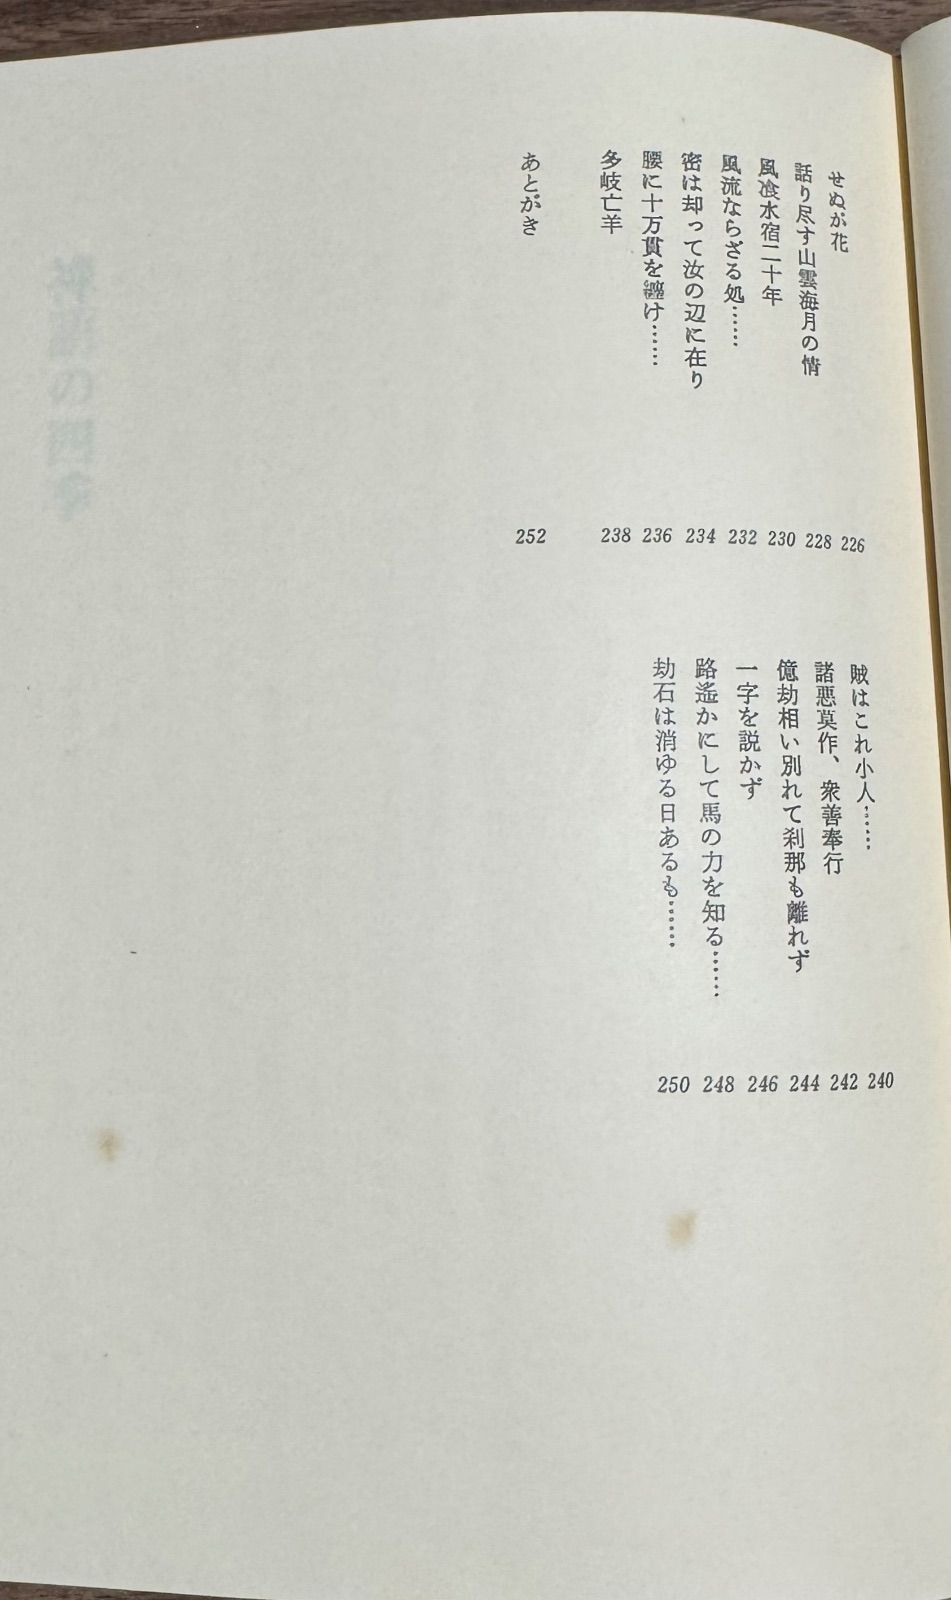 せぬが花 226
話り尽す山雲海月の情 228
風飡水宿二十年 230
風流ならざる処…… 232
密は却って汝の辺に在り 234
腰に十万貫を纏け…… 236
多岐亡羊 238
あとがき 252
賊はこれ小人…… 240
諸悪莫作、衆善奉行 242
億劫相い別れて刹那も離れず 244
一字を説かず 246
路遙かにして馬の力を知る…… 248
劫石は消ゆる日あるも…… 250